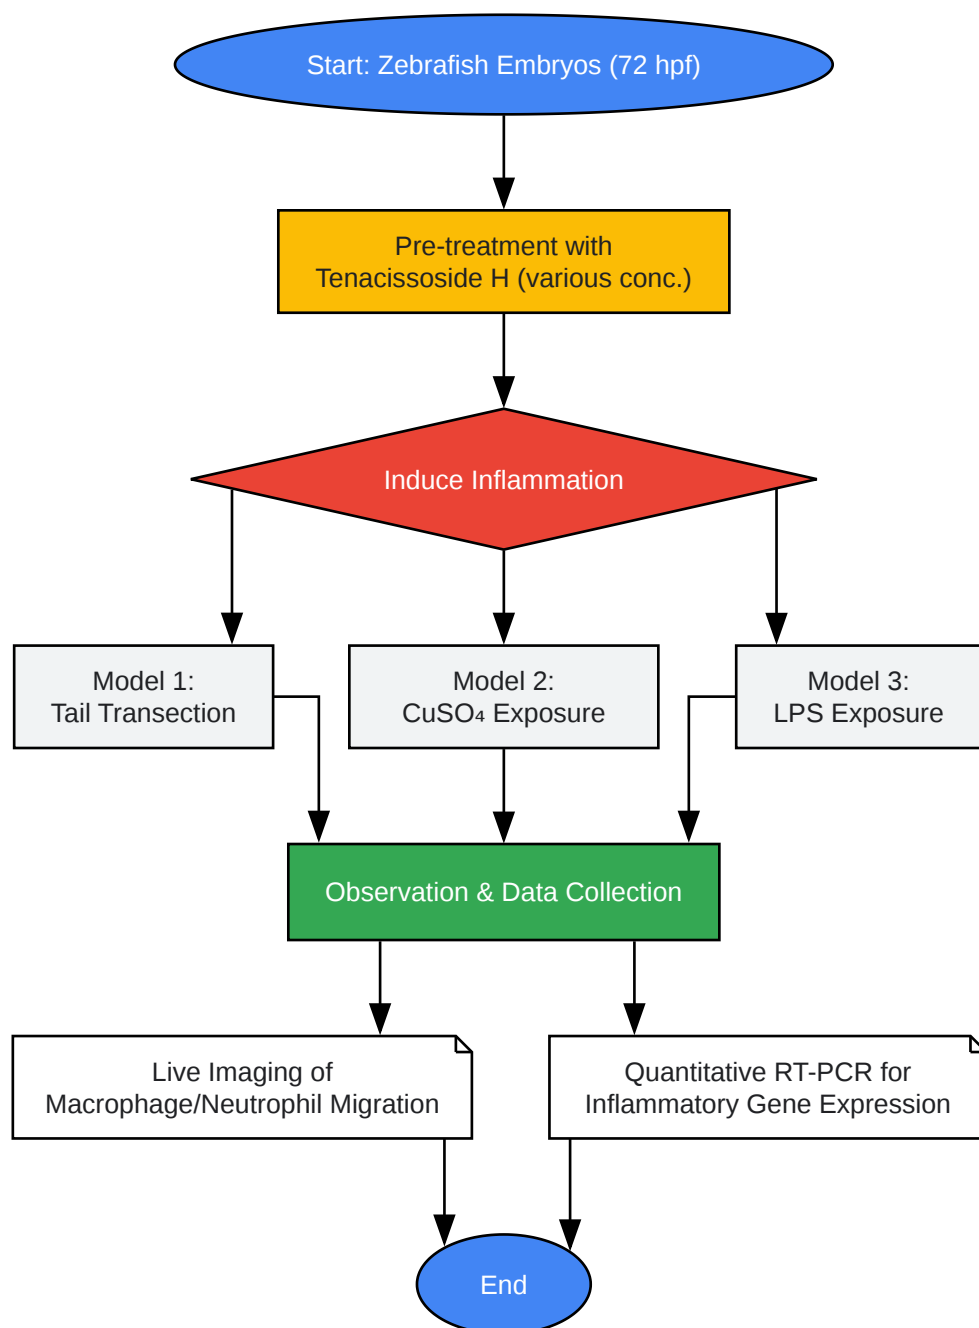 Start: Zebrafish Embryos (72 hpf)
Pre-treatment with
Tenacissoside H (various conc.)
Induce Inflammation
Model 1:
Tail Transection
Model 2:
CuSO₄ Exposure
Model 3:
LPS Exposure
Observation & Data Collection
Live Imaging of
Macrophage/Neutrophil Migration
Quantitative RT-PCR for
Inflammatory Gene Expression
End